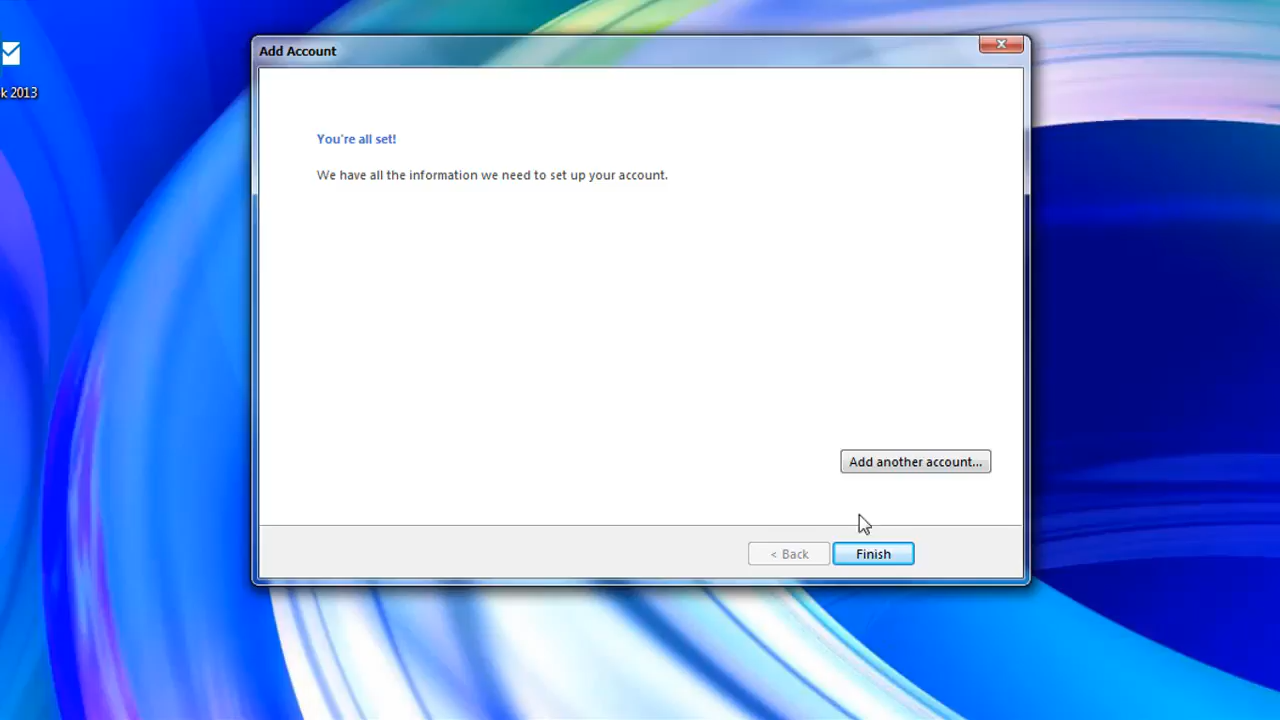 Add Account
k 2013
You're all set!
We have all the information we need to set up your account.
Add another account...
< Back
Finish